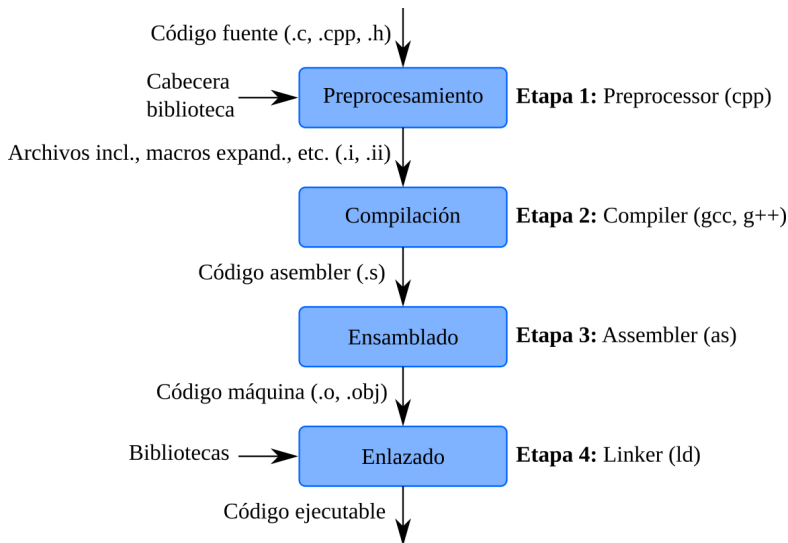 Código fuente (.c, .cpp, .h)
Cabecera
biblioteca
Preprocesamiento
Etapa 1: Preprocessor (cpp)
Archivos incl., macros expand., etc. (.i, .ii)
Compilación
Etapa 2: Compiler (gcc, g++)
Código asembler (.s)
Ensamblado
Etapa 3: Assembler (as)
Código máquina (.o, .obj)
Bibliotecas
Enlazado
Etapa 4: Linker (ld)
Código ejecutable